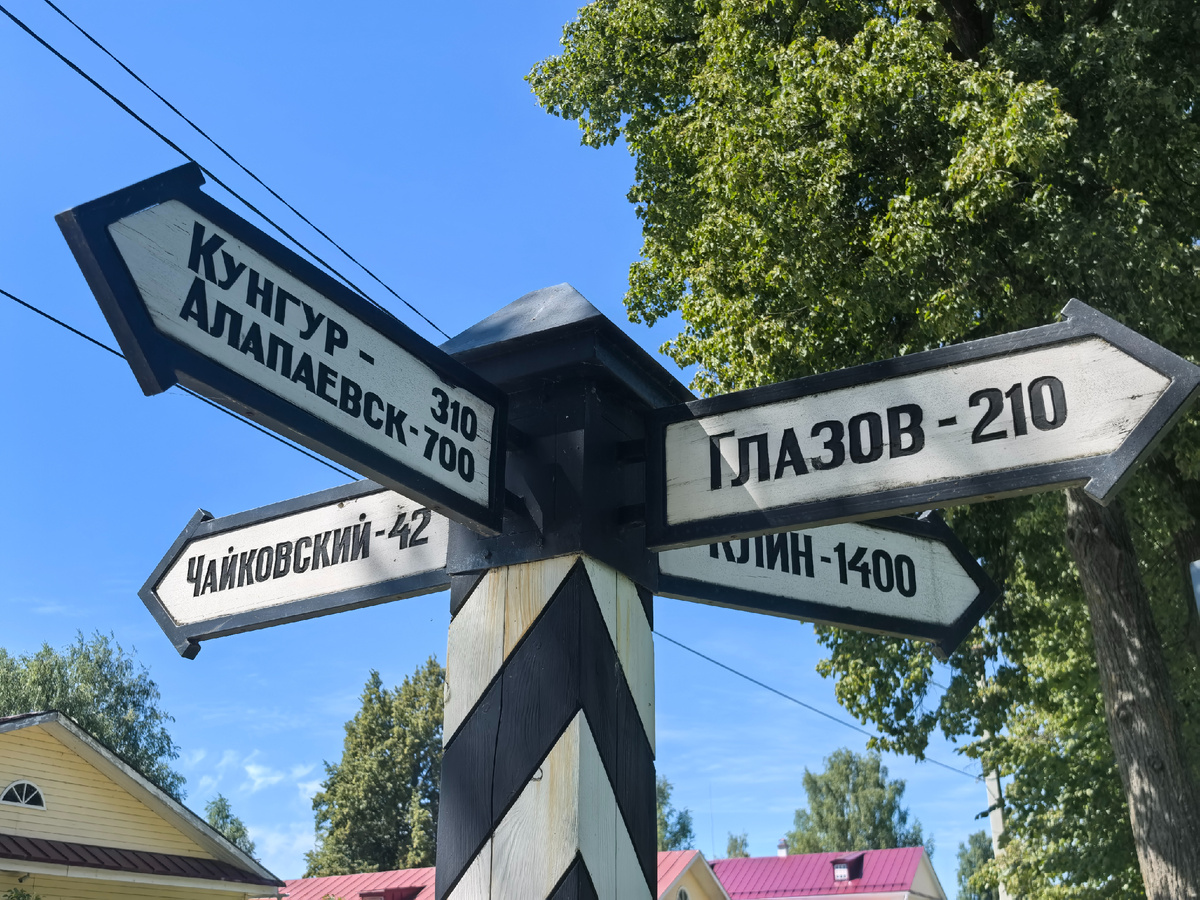 Кунгур - 310
Алапаевск-700
Глазов-210
Чайковский-42
Клин-1400